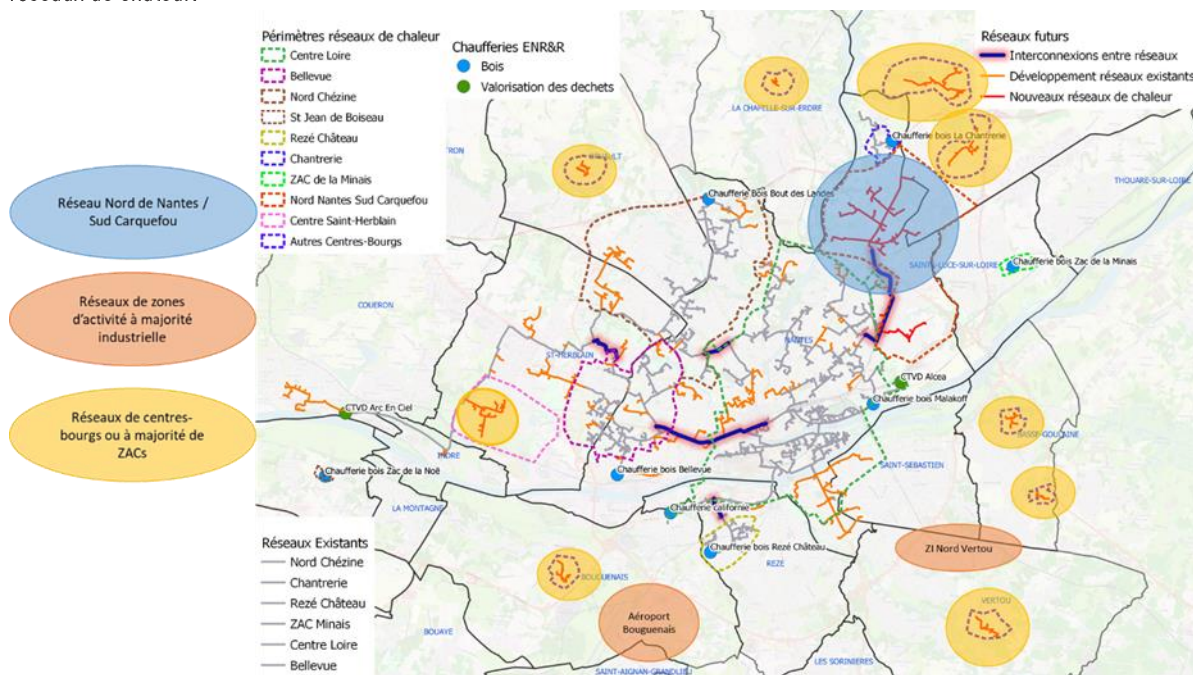 Périmètres réseaux de chaleur
Centre Loire
Bellevue
Nord Chézine
St Jean de Boiseau
Rezé Château
Chantrerie
ZAC de la Minais
Nord Nantes Sud Carquefou
Centre Saint-Herblain
Autres Centres-Bourgs
Chaufferies ENR&R
Bois
Valorisation des dechets
Réseaux futurs
Interconnexions entre réseaux
Développement réseaux existants
Nouveaux réseaux de chaleur
Réseau Nord de Nantes /
Sud Carquefou
Réseaux de zones
d'activité à majorité
industrielle
Réseaux de centres-
bourgs ou à majorité de
ZACs
LA CHAPELLE-SUR-ERDRE
Chaufferie bois La Chantrerie
THOUARE-SUR-LOIRE
Chaufferie Bois Bout des Landes
SAINTE-LUCE-SUR-LOIRE
Chaufferie bois Zac de la Minais
COUERON
ST-HERBLAIN
NANTES
CTVD Alcea
Chaufferie bois Malakoff
CTVD Arc En Ciel
INDRE
BASSE-GOULAINE
Chaufferie bois Zac de la Noë
Chaufferie bois Bellevue
SAINT-SEBASTIEN
LA MONTAGNE
Chaufferie californie
Chaufferie bois Rezé Château
REZE
ZI Nord Vertou
BOUGUENAIS
VERTOU
Aéroport
Bouguenais
BOUAYE
SAINT-AIGNAN-GRANDLIEU
LES SORINIERES
Réseaux Existants
Nord Chézine
Chantrerie
Rezé Château
ZAC Minais
Centre Loire
Bellevue